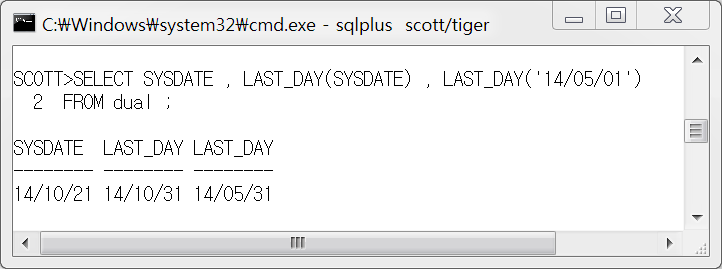 C:₩Windows₩system32₩cmd.exe - sqlplus  scott/tiger
SCOTT>SELECT SYSDATE , LAST_DAY(SYSDATE) , LAST_DAY('14/05/01')
  2  FROM dual ;
SYSDATE  LAST_DAY LAST_DAY
-------- -------- --------
14/10/21 14/10/31 14/05/31